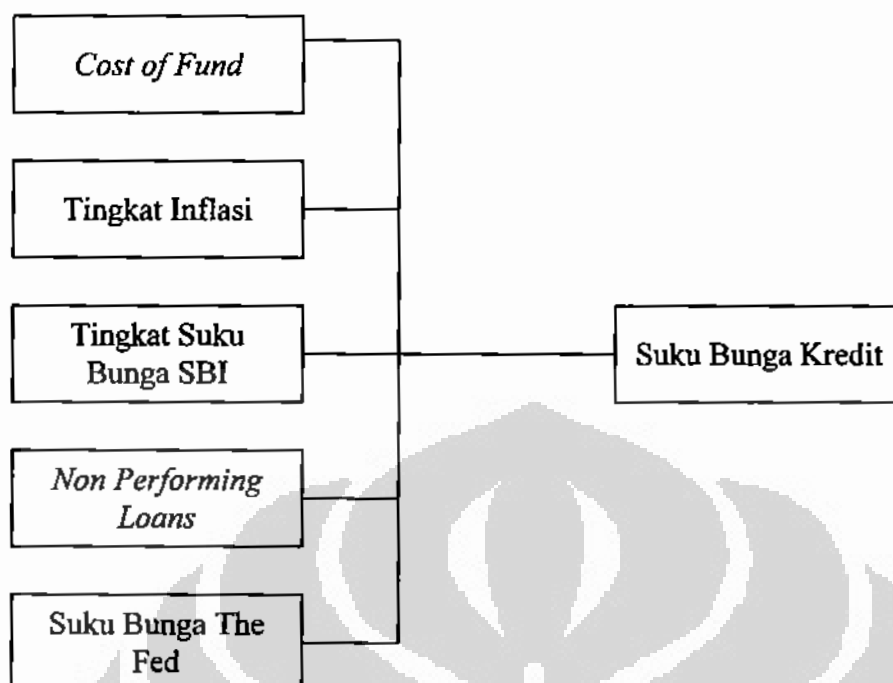 Cost of Fund
Tingkat Inflasi
Tingkat Suku
Bunga SBI
Suku Bunga Kredit
Non Performing
Loans
Suku Bunga The
Fed